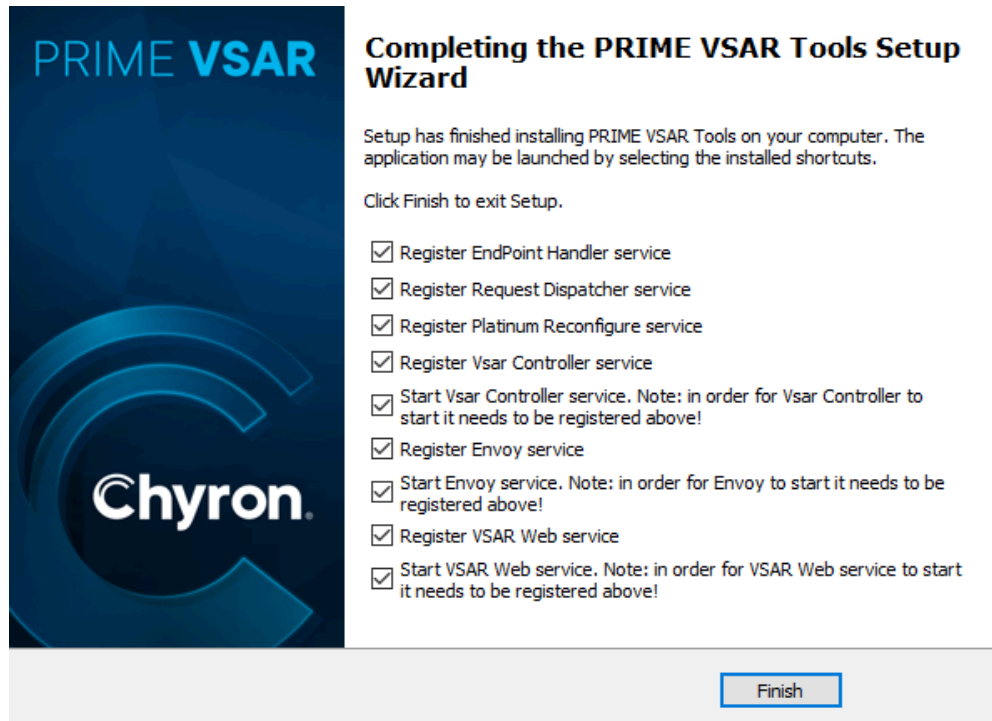 PRIME VSAR
Completing the PRIME VSAR Tools Setup
Wizard
Setup has finished installing PRIME VSAR Tools on your computer. The
application may be launched by selecting the installed shortcuts.
Click Finish to exit Setup.
Register EndPoint Handler service
Register Request Dispatcher service
Register Platinum Reconfigure service
Register Vsar Controller service
Start Vsar Controller service. Note: in order for Vsar Controller to
start it needs to be registered above!
Register Envoy service
Start Envoy service. Note: in order for Envoy to start it needs to be
registered above!
Register VSAR Web service
Start VSAR Web service. Note: in order for VSAR Web service to start
it needs to be registered above!
Chyron
Finish